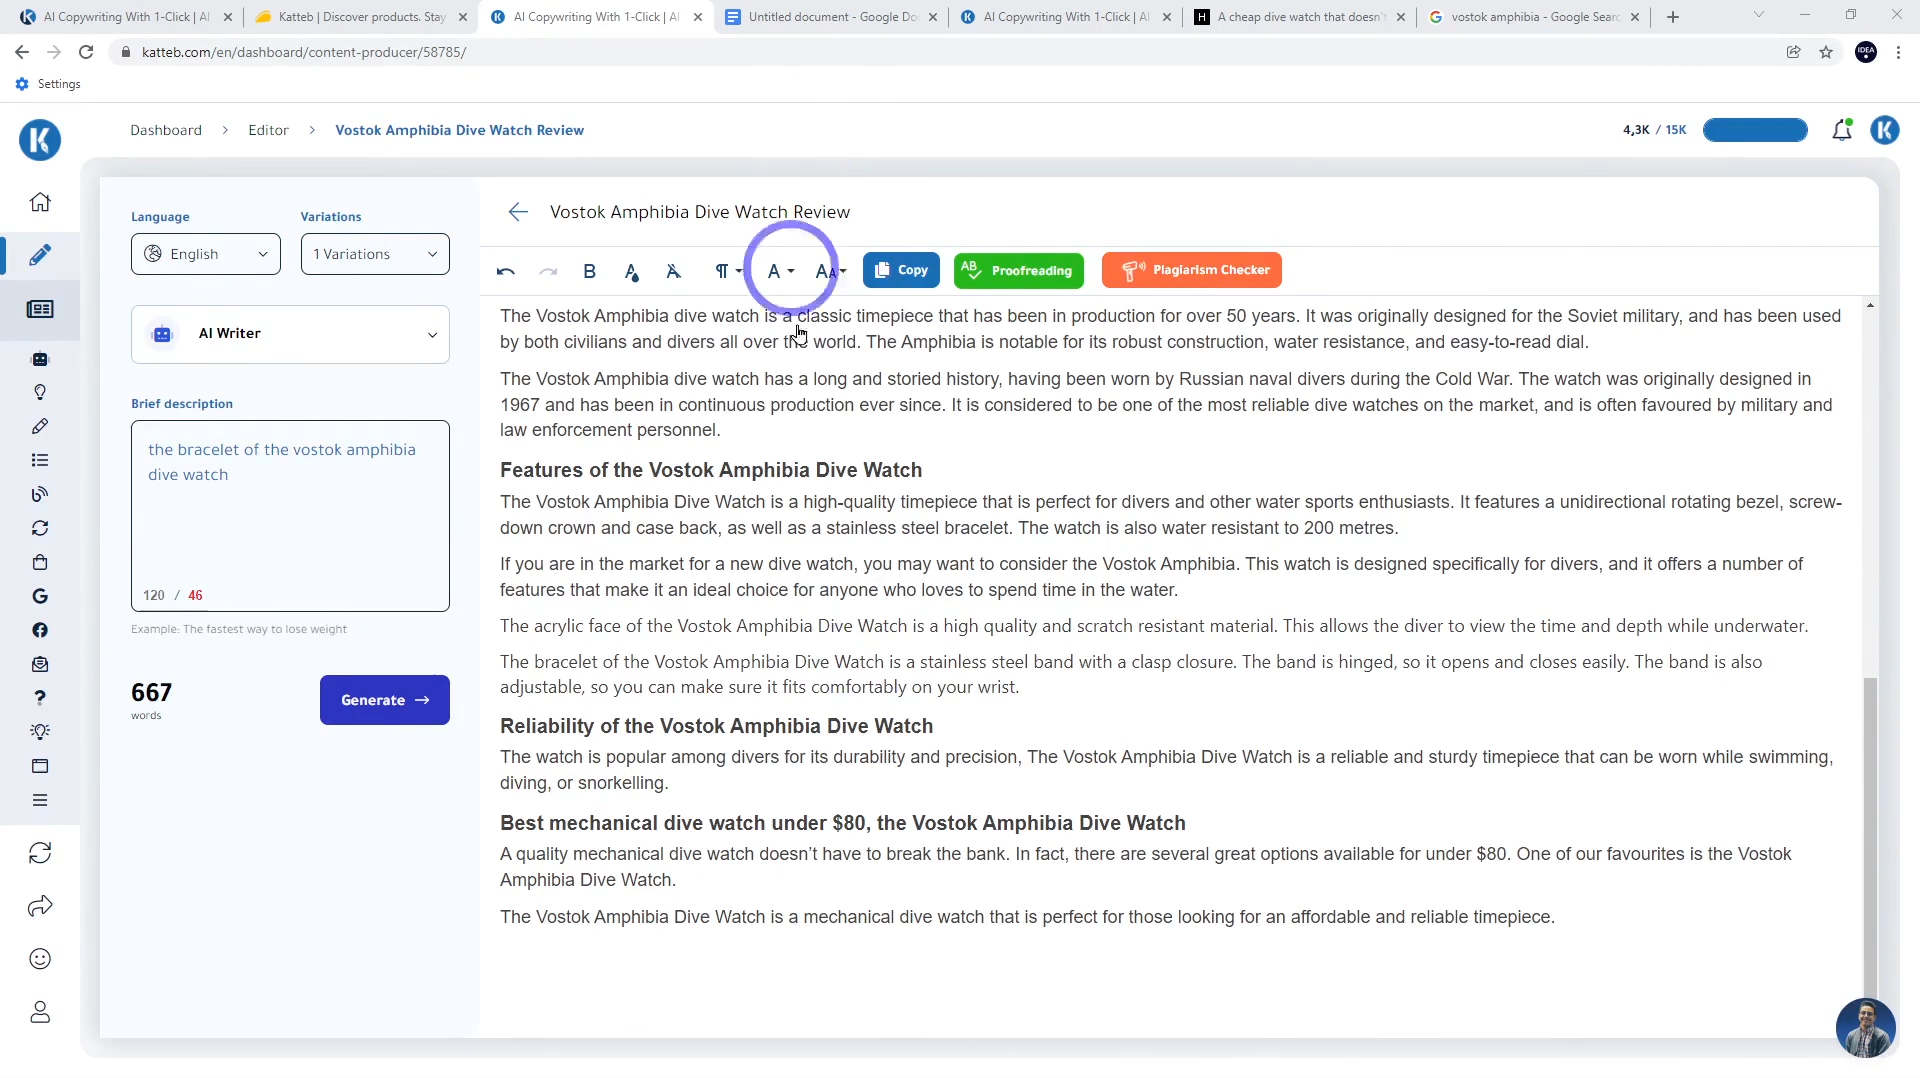 AI Copywriting With 1-Click | AI
Katteb | Discover products. Stay
AI Copywriting With 1-Click | AI
Untitled document - Google Do
AI Copywriting With 1-Click | AI
A cheap dive watch that doesn't
vostok amphibia - Google Searc
katteb.com/en/dashboard/content-producer/58785/
IDEA
Settings
Dashboard > Editor > Vostok Amphibia Dive Watch Review
4,3K / 15K
Language
Variations
English
1 Variations
AI Writer
Brief description
the bracelet of the vostok amphibia
dive watch
120 / 46
Example: The fastest way to lose weight
667
words
Generate →
Vostok Amphibia Dive Watch Review
Copy
Proofreading
Plagiarism Checker
The Vostok Amphibia dive watch is a classic timepiece that has been in production for over 50 years. It was originally designed for the Soviet military, and has been used
by both civilians and divers all over the world. The Amphibia is notable for its robust construction, water resistance, and easy-to-read dial.
The Vostok Amphibia dive watch has a long and storied history, having been worn by Russian naval divers during the Cold War. The watch was originally designed in
1967 and has been in continuous production ever since. It is considered to be one of the most reliable dive watches on the market, and is often favoured by military and
law enforcement personnel.
Features of the Vostok Amphibia Dive Watch
The Vostok Amphibia Dive Watch is a high-quality timepiece that is perfect for divers and other water sports enthusiasts. It features a unidirectional rotating bezel, screw-
down crown and case back, as well as a stainless steel bracelet. The watch is also water resistant to 200 metres.
If you are in the market for a new dive watch, you may want to consider the Vostok Amphibia. This watch is designed specifically for divers, and it offers a number of
features that make it an ideal choice for anyone who loves to spend time in the water.
The acrylic face of the Vostok Amphibia Dive Watch is a high quality and scratch resistant material. This allows the diver to view the time and depth while underwater.
The bracelet of the Vostok Amphibia Dive Watch is a stainless steel band with a clasp closure. The band is hinged, so it opens and closes easily. The band is also
adjustable, so you can make sure it fits comfortably on your wrist.
Reliability of the Vostok Amphibia Dive Watch
The watch is popular among divers for its durability and precision, The Vostok Amphibia Dive Watch is a reliable and sturdy timepiece that can be worn while swimming,
diving, or snorkelling.
Best mechanical dive watch under $80, the Vostok Amphibia Dive Watch
A quality mechanical dive watch doesn't have to break the bank. In fact, there are several great options available for under $80. One of our favourites is the Vostok
Amphibia Dive Watch.
The Vostok Amphibia Dive Watch is a mechanical dive watch that is perfect for those looking for an affordable and reliable timepiece.